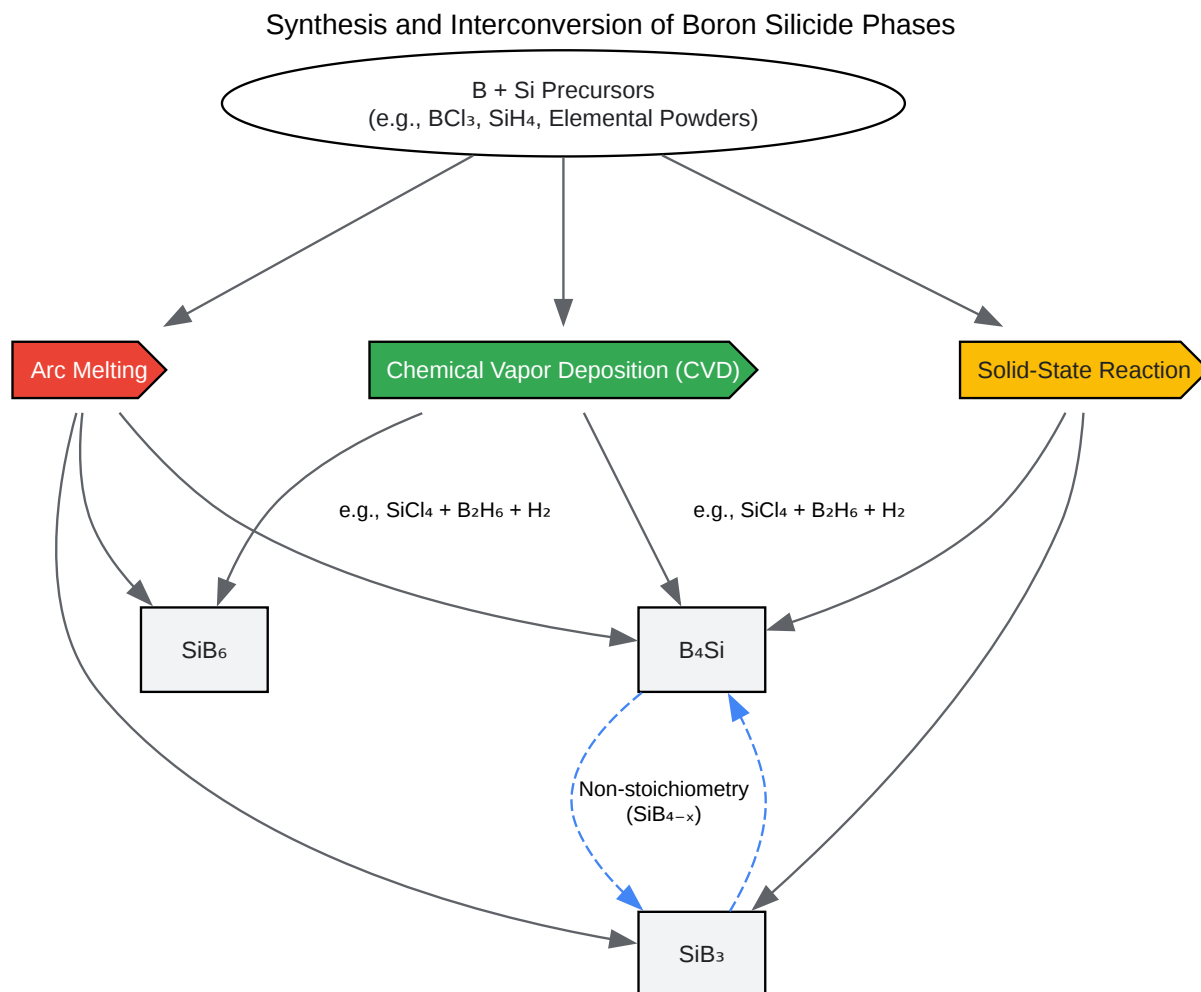 Synthesis and Interconversion of Boron Silicide Phases
B + Si Precursors
(e.g., BCl₃, SiH₄, Elemental Powders)
Arc Melting
Chemical Vapor Deposition (CVD)
Solid-State Reaction
e.g., SiCl₄ + B₂H₆ + H₂
e.g., SiCl₄ + B₂H₆ + H₂
SiB₆
B₄Si
Non-stoichiometry
(SiB₄₋ₓ)
SiB₃